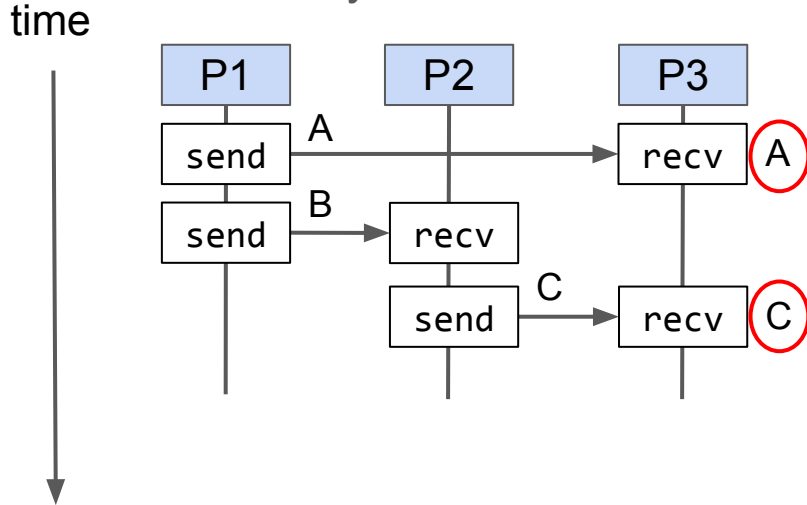 time
P1 P2 P3
send A recv A
send B recv
send C recv C